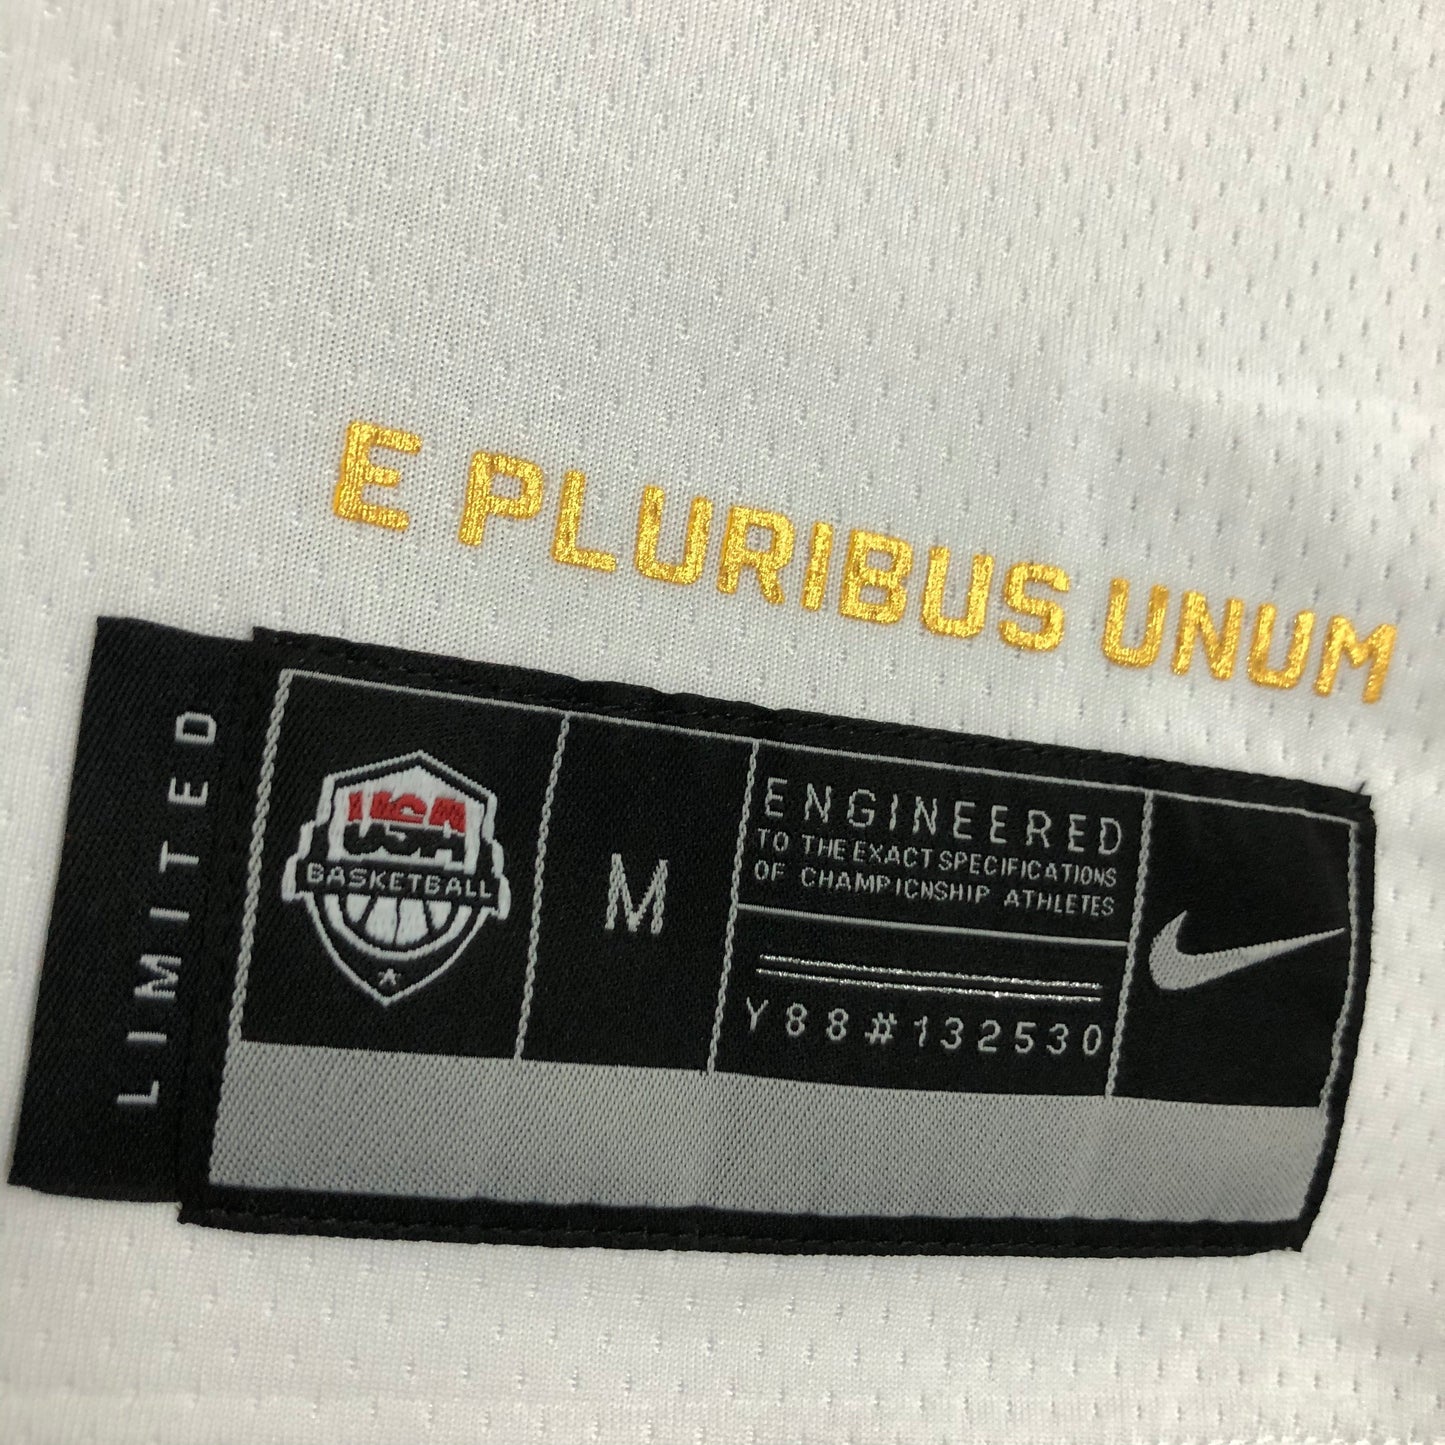 E PLURIBUS UNUM
LIMITED
USA
BASKETBALL
M
ENGINEERED
TO THE EXACT SPECIFICATIONS
OF CHAMPICNSHIP ATHLETES
Y88#132530